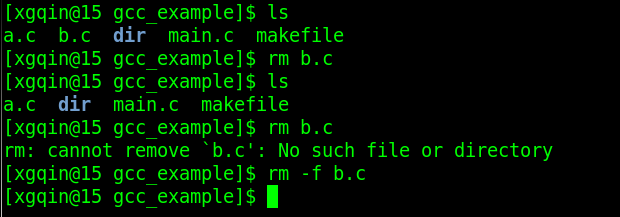 [xgqin@15 gcc_example]$ ls
a.c  b.c  dir  main.c  makefile
[xgqin@15 gcc_example]$ rm b.c
[xgqin@15 gcc_example]$ ls
a.c  dir  main.c  makefile
[xgqin@15 gcc_example]$ rm b.c
rm: cannot remove `b.c': No such file or directory
[xgqin@15 gcc_example]$ rm -f b.c
[xgqin@15 gcc_example]$